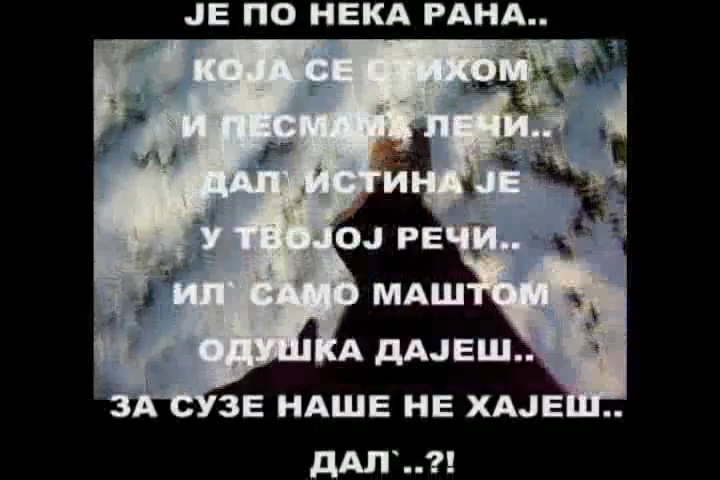 ЈЕ ПО НЕКА РАНА..
КОЈА СЕ СТИХОМ
И ПЕСМАМА ЛЕЧИ..
ДАЛ` ИСТИНА ЈЕ
У ТВОЈОЈ РЕЧИ..
ИЛ` САМО МАШТОМ
ОДУШКА ДАЈЕШ..
ЗА СУЗЕ НАШЕ НЕ ХАЈЕШ..
ДАЛ`..?!